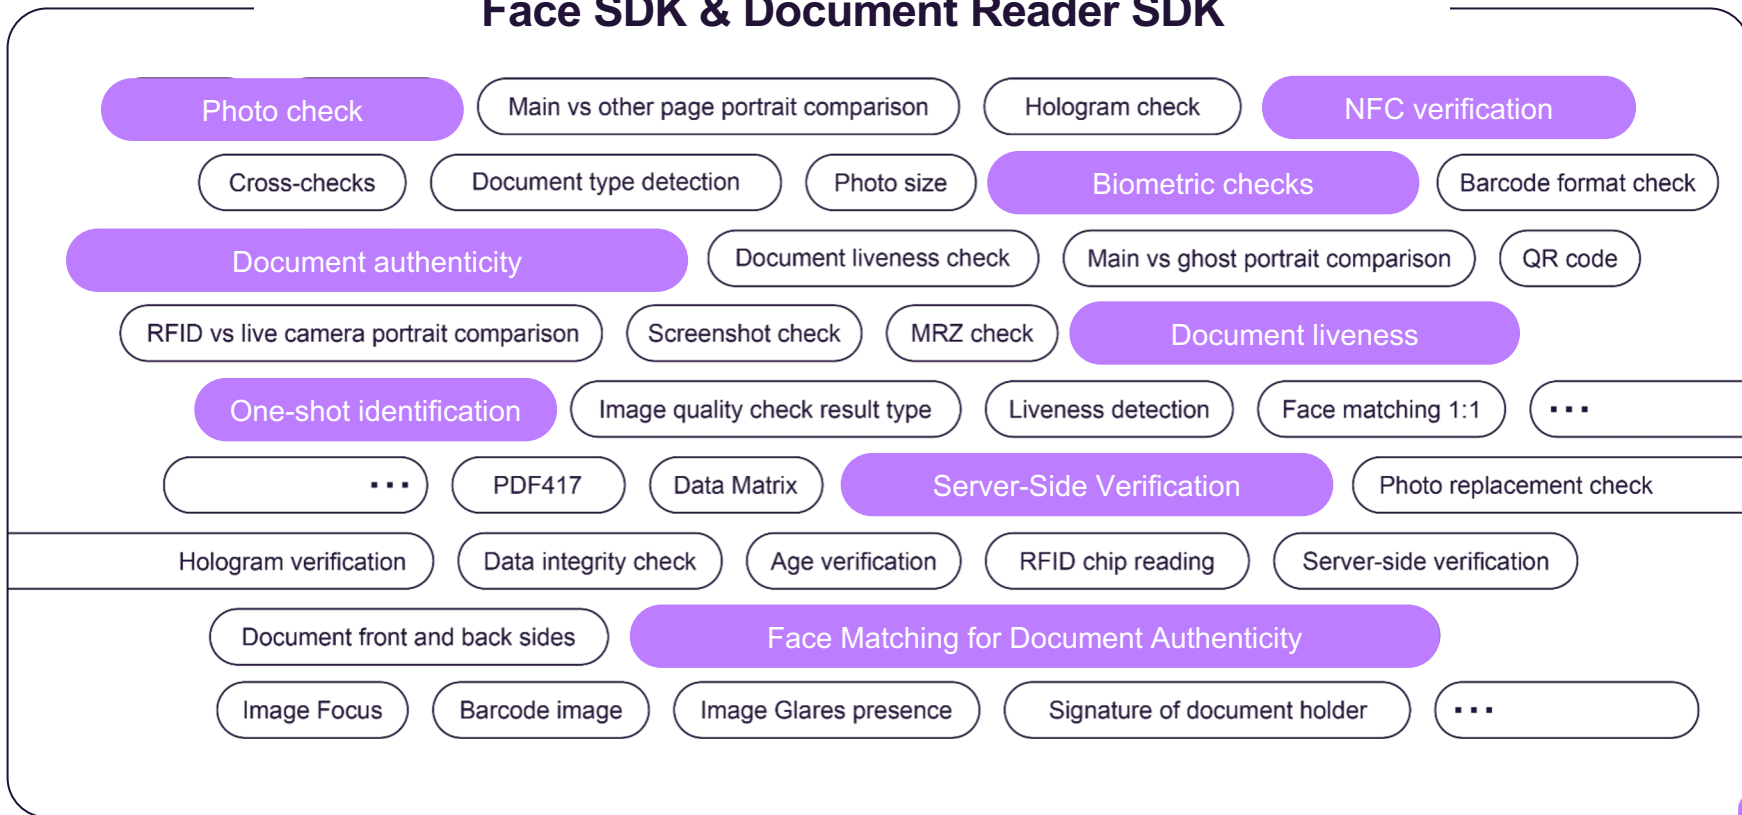 Face SDK & Document Reader SDK
Photo check
Main vs other page portrait comparison
Hologram check
NFC verification
Cross-checks
Document type detection
Photo size
Biometric checks
Barcode format check
Document authenticity
Document liveness check
Main vs ghost portrait comparison
QR code
RFID vs live camera portrait comparison
Screenshot check
MRZ check
Document liveness
One-shot identification
Image quality check result type
Liveness detection
Face matching 1:1
...
...
PDF417
Data Matrix
Server-Side Verification
Photo replacement check
Hologram verification
Data integrity check
Age verification
RFID chip reading
Server-side verification
Document front and back sides
Face Matching for Document Authenticity
Image Focus
Barcode image
Image Glares presence
Signature of document holder
...